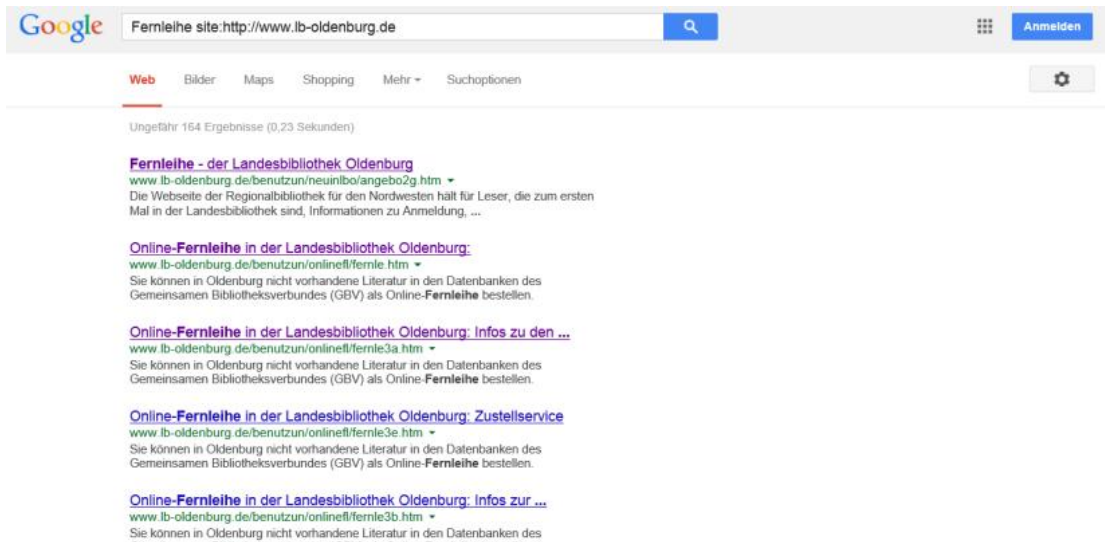 Google Fernleihe site:http://www.lb-oldenburg.de Anmelden
Web Bilder Maps Shopping Mehr Suchoptionen
Ungefähr 164 Ergebnisse (0,23 Sekunden)
Fernleihe - der Landesbibliothek Oldenburg
www.lb-oldenburg.de/benutzun/neuinlbo/angebo2g.htm
Die Webseite der Regionalbibliothek für den Nordwesten hält für Leser, die zum ersten
Mal in der Landesbibliothek sind, Informationen zu Anmeldung, ...
Online-Fernleihe in der Landesbibliothek Oldenburg:
www.lb-oldenburg.de/benutzun/onlinefl/fernle.htm
Sie können in Oldenburg nicht vorhandene Literatur in den Datenbanken des
Gemeinsamen Bibliotheksverbundes (GBV) als Online-Fernleihe bestellen.
Online-Fernleihe in der Landesbibliothek Oldenburg: Infos zu den ...
www.lb-oldenburg.de/benutzun/onlinefl/fernle3a.htm
Sie können in Oldenburg nicht vorhandene Literatur in den Datenbanken des
Gemeinsamen Bibliotheksverbundes (GBV) als Online-Fernleihe bestellen.
Online-Fernleihe in der Landesbibliothek Oldenburg: Zustellservice
www.lb-oldenburg.de/benutzun/onlinefl/fernle3e.htm
Sie können in Oldenburg nicht vorhandene Literatur in den Datenbanken des
Gemeinsamen Bibliotheksverbundes (GBV) als Online-Fernleihe bestellen.
Online-Fernleihe in der Landesbibliothek Oldenburg: Infos zur ...
www.lb-oldenburg.de/benutzun/onlinefl/fernle3b.htm
Sie können in Oldenburg nicht vorhandene Literatur in den Datenbanken des